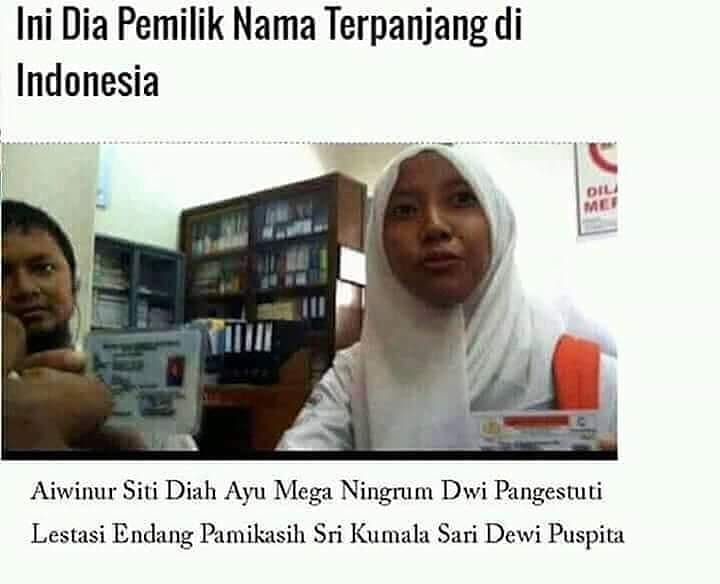 Ini Dia Pemilik Nama Terpanjang di
Indonesia
Aiwinur Siti Diah Ayu Mega Ningrum Dwi Pangestuti
Lestasi Endang Pamikasih Sri Kumala Sari Dewi Puspita